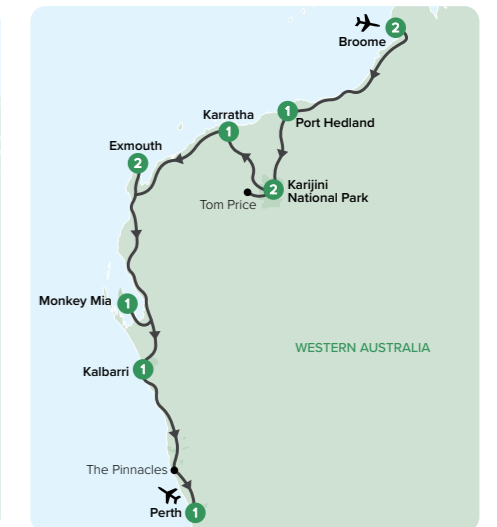 2
Broome
Karratha
1
1
Port Hedland
Exmouth
2
2
Karijini
National Park
Tom Price
Monkey Mia
1
WESTERN AUSTRALIA
Kalbarri
1
The Pinnacles
Perth
1